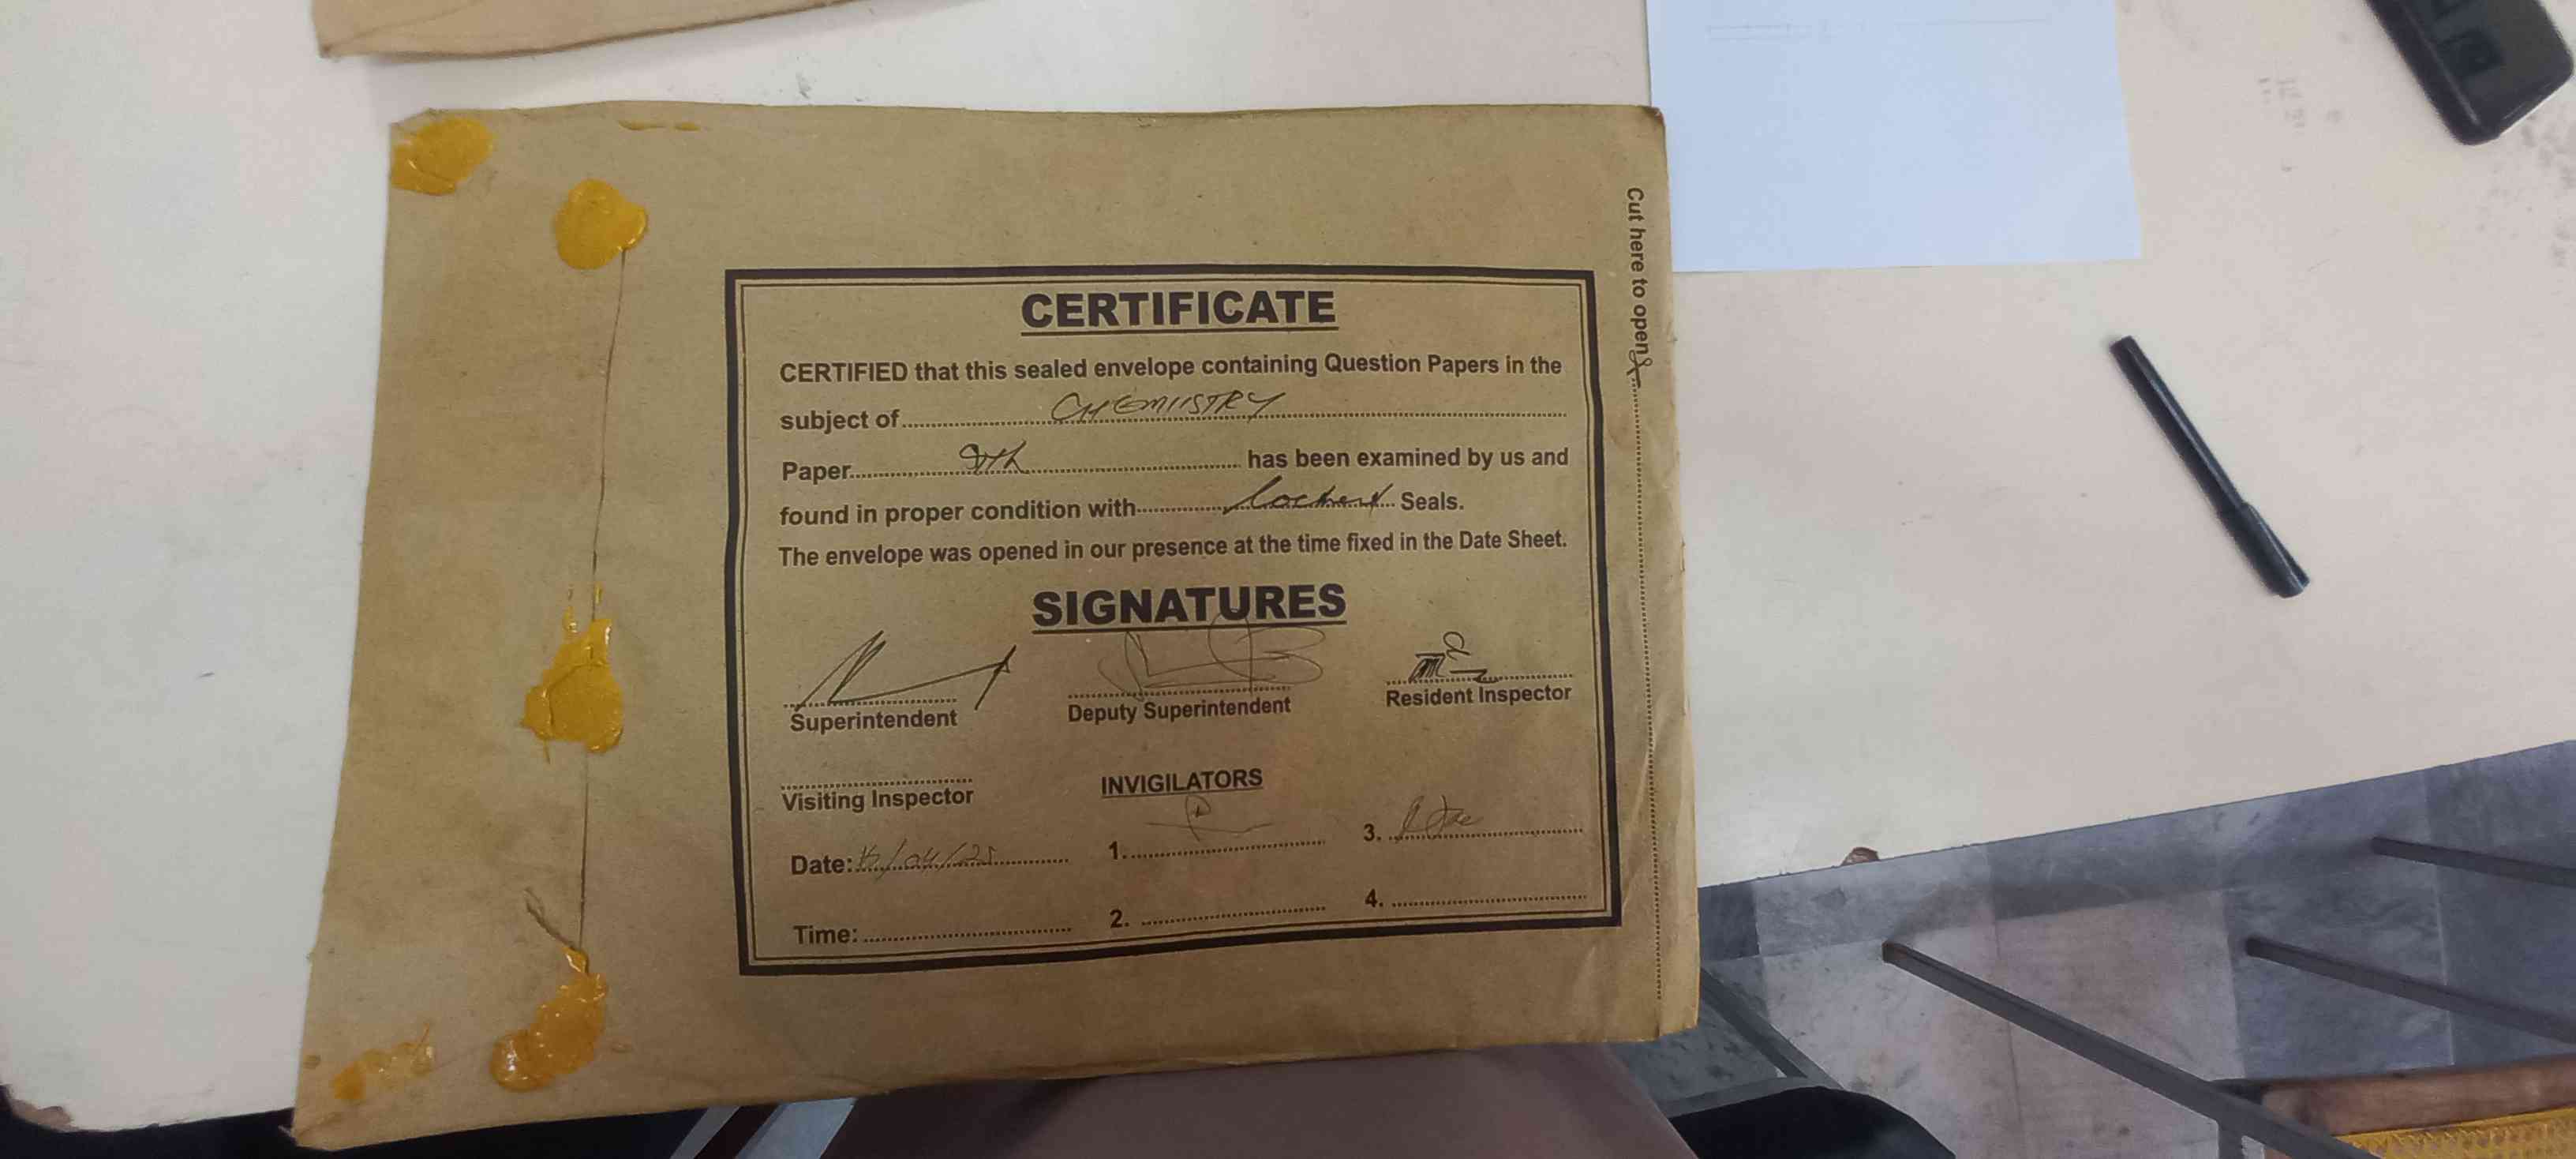 CERTIFICATE
CERTIFIED that this sealed envelope containing Question Papers in the
subject of CHEMIISTRY
Paper 9th has been examined by us and
found in proper condition with Seals.
The envelope was opened in our presence at the time fixed in the Date Sheet.
SIGNATURES
Superintendent Deputy Superintendent Resident Inspector
Visiting Inspector INVIGILATORS
Date: /04/25 1. 3.
Time: 2. 4.
Cut here to open